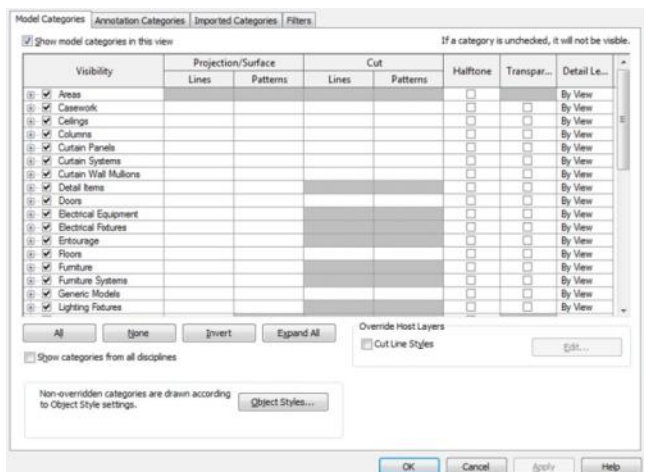 Model Categories Annotation Categories Imported Categories Filters
Show model categories in this view If a category is unchecked, it will not be visible.
Visibility Projection/Surface Cut Halftone Transpar... Detail Le...
Lines Patterns Lines Patterns
Areas By View
Casework By View
Ceilings By View
Columns By View
Curtain Panels By View
Curtain Systems By View
Curtain Wall Mullions By View
Detail Items By View
Doors By View
Electrical Equipment By View
Electrical Fixtures By View
Entourage By View
Floors By View
Furniture By View
Furniture Systems By View
Generic Models By View
Lighting Fixtures By View
All None Invert Expand All Override Host Layers
Cut Line Styles Edit...
Show categories from all disciplines
Non-overridden categories are drawn according
to Object Style settings. Object Styles...
OK Cancel Apply Help